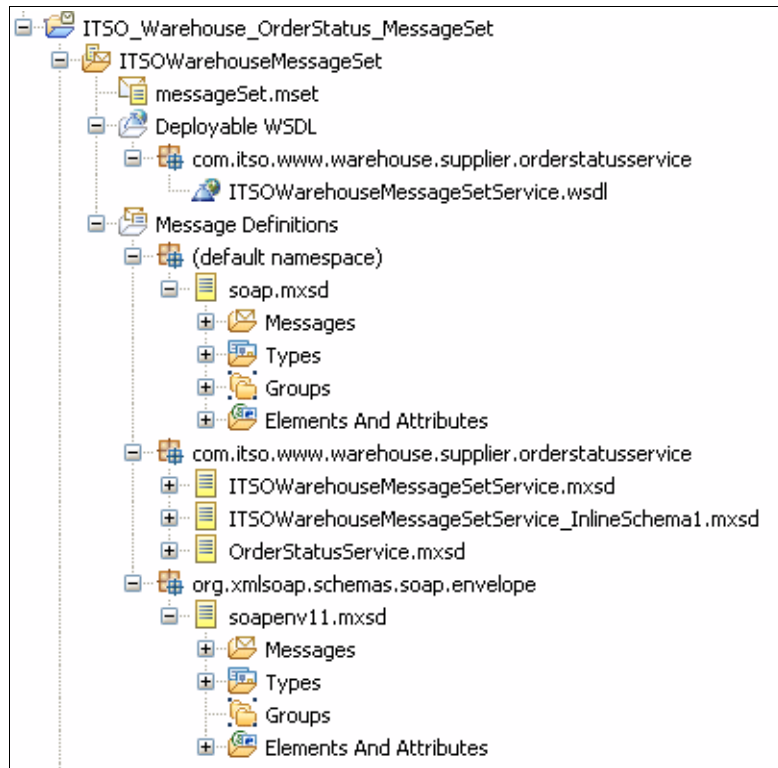 ITSO_Warehouse_OrderStatus_MessageSet
ITSOWarehouseMessageSet
messageSet.mset
Deployable WSDL
com.itso.www.warehouse.supplier.orderstatusservice
ITSOWarehouseMessageSetService.wsdl
Message Definitions
(default namespace)
soap.mxsd
Messages
Types
Groups
Elements And Attributes
com.itso.www.warehouse.supplier.orderstatusservice
ITSOWarehouseMessageSetService.mxsd
ITSOWarehouseMessageSetService_InlineSchema1.mxsd
OrderStatusService.mxsd
org.xmlsoap.schemas.soap.envelope
soapenv11.mxsd
Messages
Types
Groups
Elements And Attributes